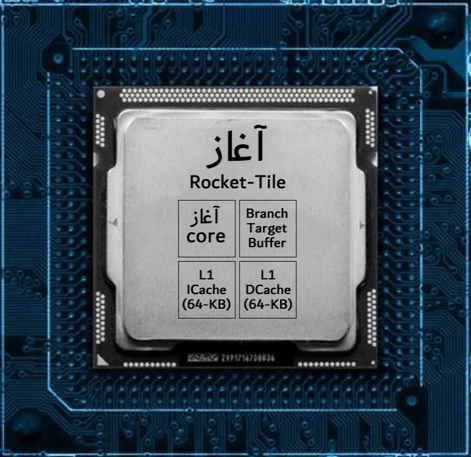 آغاز
Rocket-Tile
آغاز
core
Branch
Target
Buffer
L1
ICache
(64-KB)
L1
DCache
(64-KB)